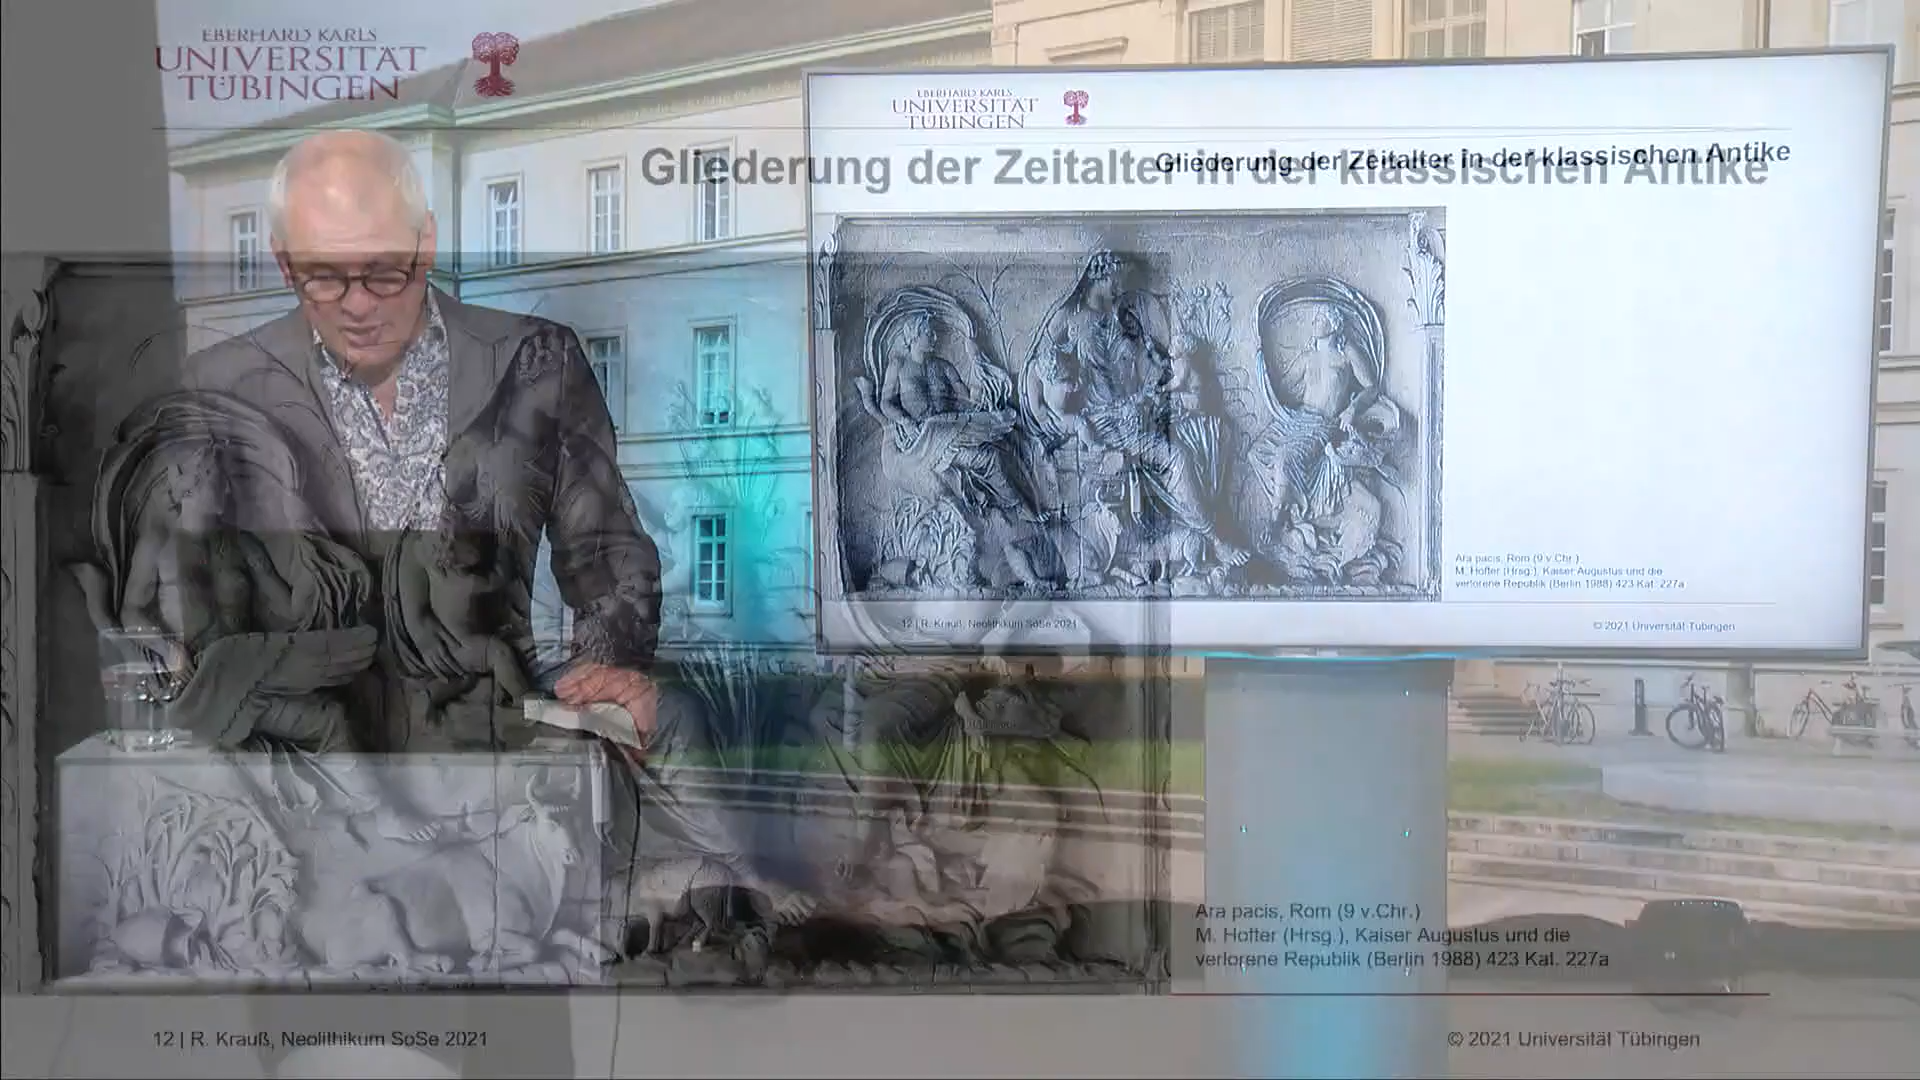 EBERHARD KARLS
UNIVERSITÄT
TÜBINGEN
Gliederung der Zeitalter in der klassischen Antike
Ara pacis, Rom (9 v.Chr.)
M. Hofter (Hrsg.), Kaiser Augustus und die
verlorene Republik (Berlin 1988) 423 Kat. 227a
12 | R. Krauß, Neolithikum SoSe 2021
© 2021 Universität Tübingen
EBERHARD KARLS
UNIVERSITÄT
TÜBINGEN
Gliederung der Zeitalter in der klassischen Antike
Ara pacis, Rom (9 v.Chr.)
M. Hofter (Hrsg.), Kaiser Augustus und die
verlorene Republik (Berlin 1988) 423 Kat. 227a
12 | R. Krauß, Neolithikum SoSe 2021
© 2021 Universität Tübingen